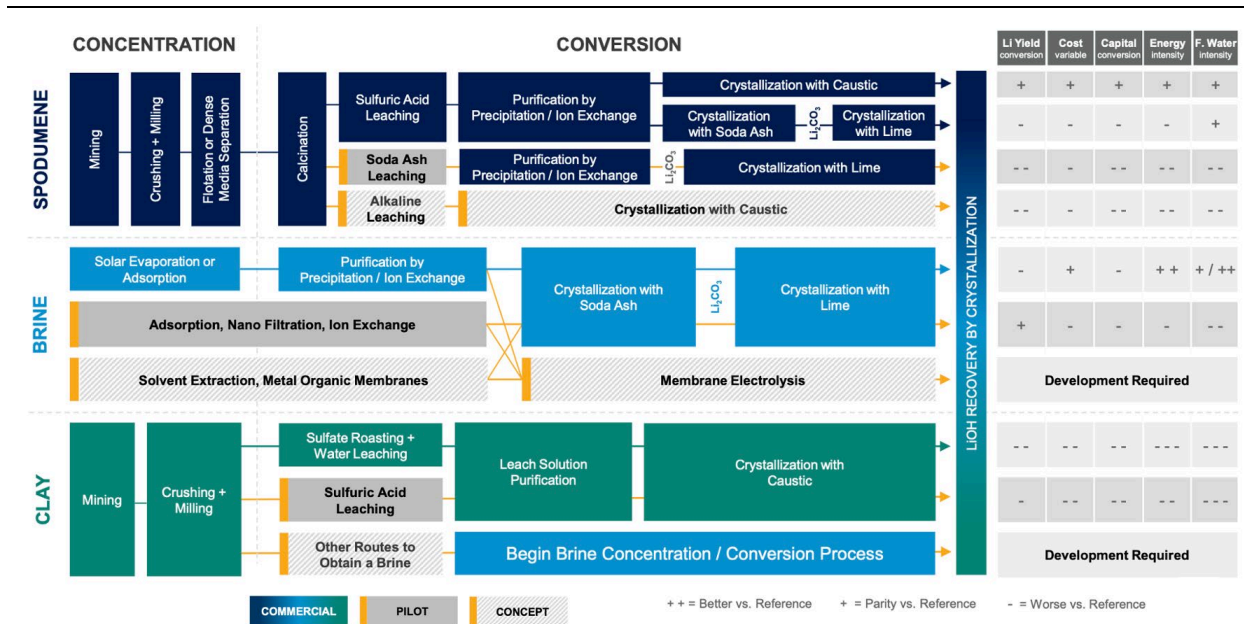 CONCENTRATION
CONVERSION
Li Yield
conversion
Cost
variable
Capital
conversion
Energy
intensity
F. Water
intensity
SPODUMENE
Mining
Crushing + Milling
Flotation or Dense
Media Separation
Calcination
Sulfuric Acid
Leaching
Purification by
Precipitation / Ion Exchange
Crystallization with Caustic
+ + + + +
Crystallization
with Soda Ash
Li₂CO₃
Crystallization
with Lime
- - - - +
Soda Ash
Leaching
Purification by
Precipitation / Ion Exchange
Li₂CO₃
Crystallization with Lime
- - - - - - - - -
Alkaline
Leaching
Crystallization with Caustic
- - - - - - - - -
BRINE
Solar Evaporation or
Adsorption
Purification by
Precipitation / Ion Exchange
Crystallization with
Soda Ash
Li₂CO₃
Crystallization with
Lime
- + - + + + / ++
Adsorption, Nano Filtration, Ion Exchange
+ - - - - -
Solvent Extraction, Metal Organic Membranes
Membrane Electrolysis
Development Required
CLAY
Mining
Crushing +
Milling
Sulfate Roasting +
Water Leaching
Leach Solution
Purification
Crystallization with
Caustic
- - - - - - - - - - - -
Sulfuric Acid
Leaching
- - - - - - - - - -
Other Routes to
Obtain a Brine
Begin Brine Concentration / Conversion Process
Development Required
LiOH RECOVERY BY CRYSTALLIZATION
COMMERCIAL
PILOT
CONCEPT
+ + = Better vs. Reference
+ = Parity vs. Reference
- = Worse vs. Reference